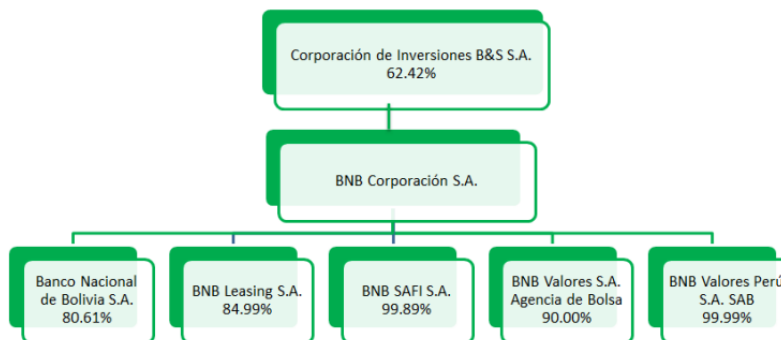 Corporación de Inversiones B&S S.A.
62.42%
BNB Corporación S.A.
Banco Nacional
de Bolivia S.A.
80.61%
BNB Leasing S.A.
84.99%
BNB SAFI S.A.
99.89%
BNB Valores S.A.
Agencia de Bolsa
90.00%
BNB Valores Perú
S.A. SAB
99.99%